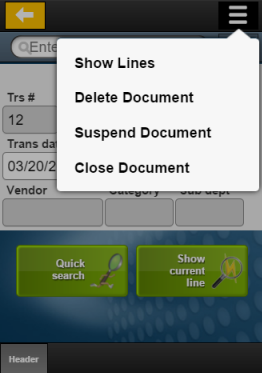 Ente
Show Lines
Delete Document
Suspend Document
Close Document
Trs #
12
Trans da
03/20/2
Vendor
Category
Sub dept
Quick
search
Show
current
line
Header